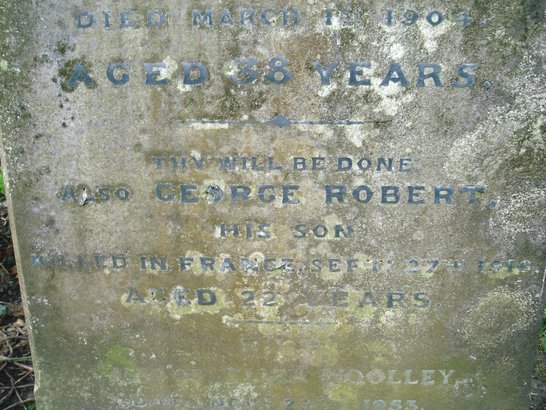 DIED MARCH 1st 1904.
AGED 38 YEARS.
THY WILL BE DONE
ALSO GEORGE ROBERT,
HIS SON
KILLED IN FRANCE, SEPT 27th
AGED 22 YEARS
WOOLLEY,
1953